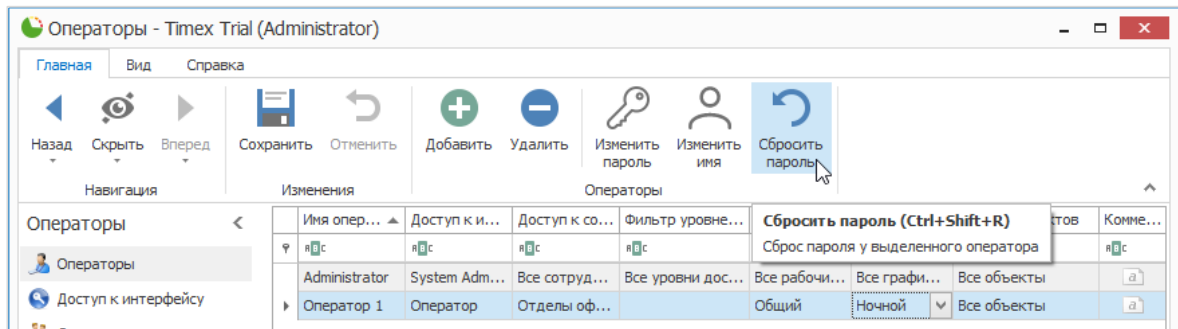 Операторы - Timex Trial (Administrator)
Главная Вид Справка
Назад Скрыть Вперед Сохранить Отменить Добавить Удалить Изменить пароль Изменить имя Сбросить пароль
Навигация Изменения Операторы
Операторы
Имя опер... Доступ к и... Доступ к со... Фильтр уровне... тов Комме...
Сбросить пароль (Ctrl+Shift+R)
Сброс пароля у выделенного оператора
Операторы
Доступ к интерфейсу
Administrator System Adm... Все сотруд... Все уровни дос... Все рабочи... Все графи... Все объекты
Оператор 1 Оператор Отделы оф... Общий Ночной Все объекты